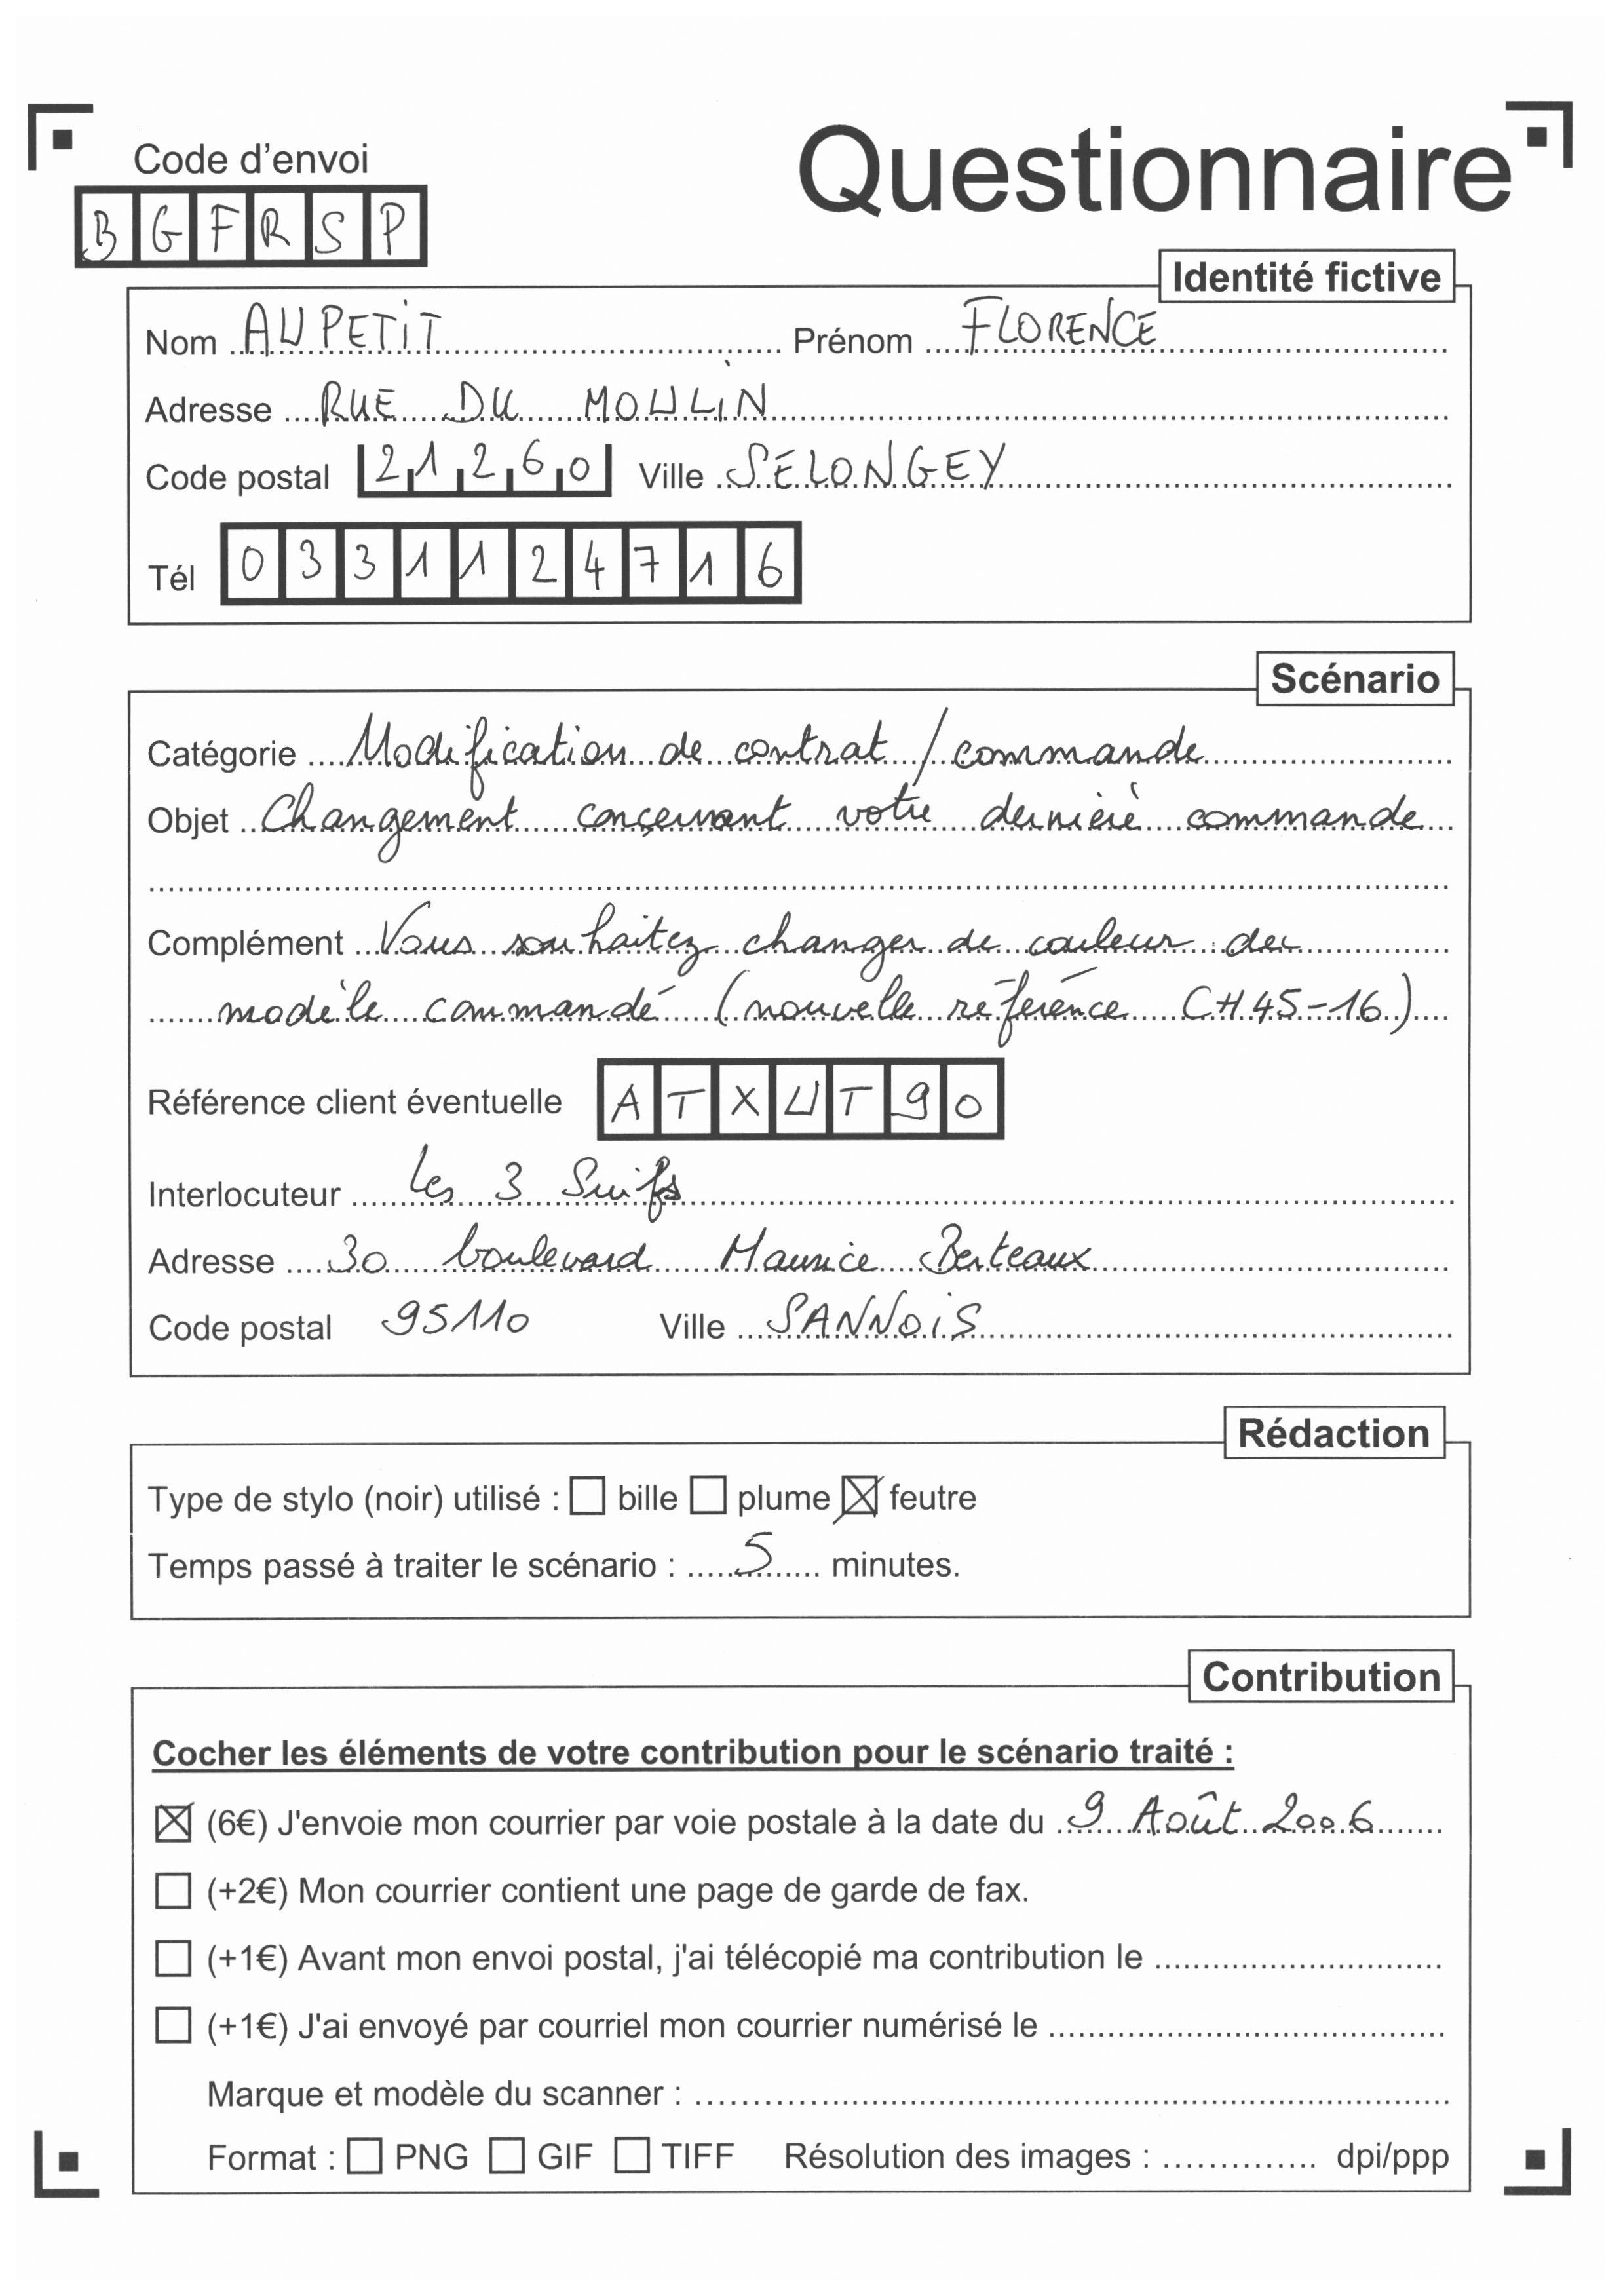 Code d'envoi
Questionnaire
BGFRSP
Identité fictive
Nom AUPETIT Prénom FLORENCE
Adresse RUE DU MOULIN
Code postal 21260 Ville SELONGEY
Tél 0331124716
Scénario
Catégorie Modification de contrat / commande
Objet Changement concernant votre dernière commande
Complément Vous souhaitez changer de couleur du
modèle commandé (nouvelle référence CH45-16)
Référence client éventuelle ATXUT90
Interlocuteur Les 3 Suifs
Adresse 30 boulevard Maurice Berteaux
Code postal 95110 Ville SANNOIS
Rédaction
Type de stylo (noir) utilisé : bille plume feutre
Temps passé à traiter le scénario : 5 minutes.
Contribution
Cocher les éléments de votre contribution pour le scénario traité :
(6€) J'envoie mon courrier par voie postale à la date du 9 Août 2006
(+2€) Mon courrier contient une page de garde de fax.
(+1€) Avant mon envoi postal, j'ai télécopié ma contribution le
(+1€) J'ai envoyé par courriel mon courrier numérisé le
Marque et modèle du scanner :
Format : PNG GIF TIFF Résolution des images : dpi/ppp